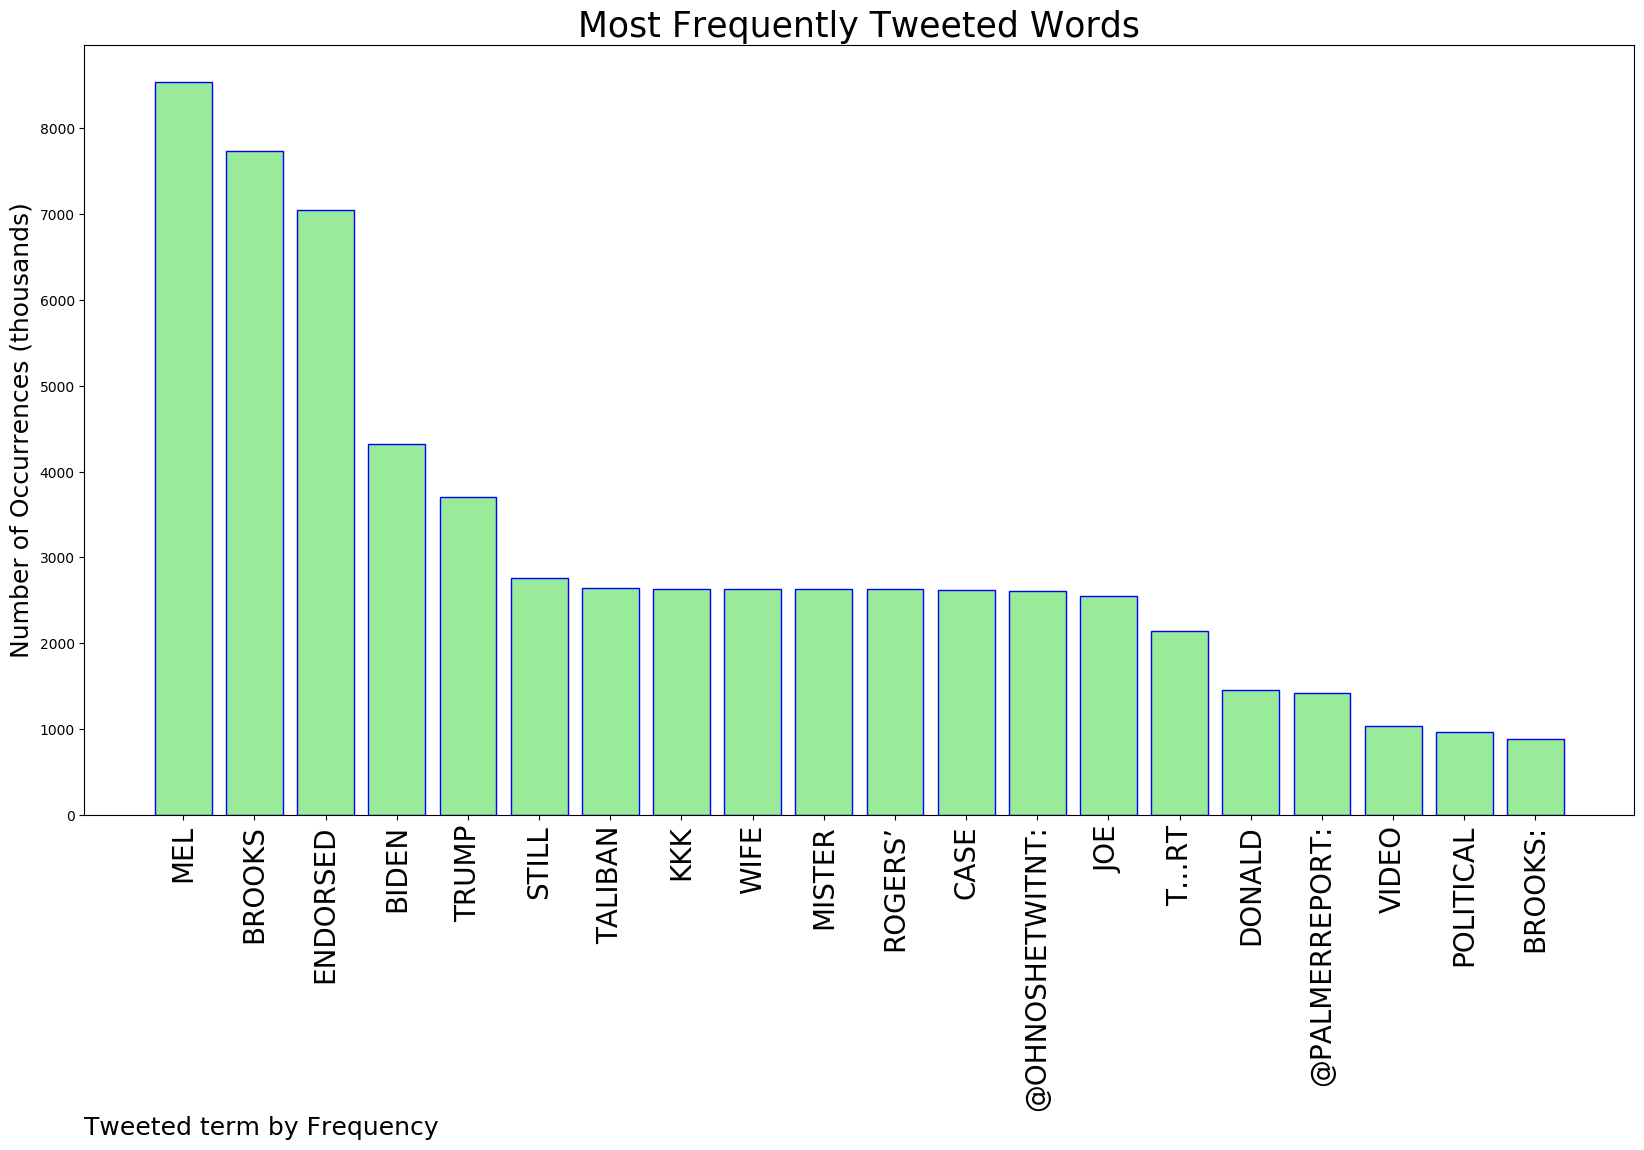 Most Frequently Tweeted Words
Number of Occurrences (thousands)
8000
7000
6000
5000
4000
3000
2000
1000
0
MEL
BROOKS
ENDORSED
BIDEN
TRUMP
STILL
TALIBAN
KKK
WIFE
MISTER
ROGERS’
CASE
@OHNOSHETWITNT:
JOE
T…RT
DONALD
@PALMERREPORT:
VIDEO
POLITICAL
BROOKS:
Tweeted term by Frequency